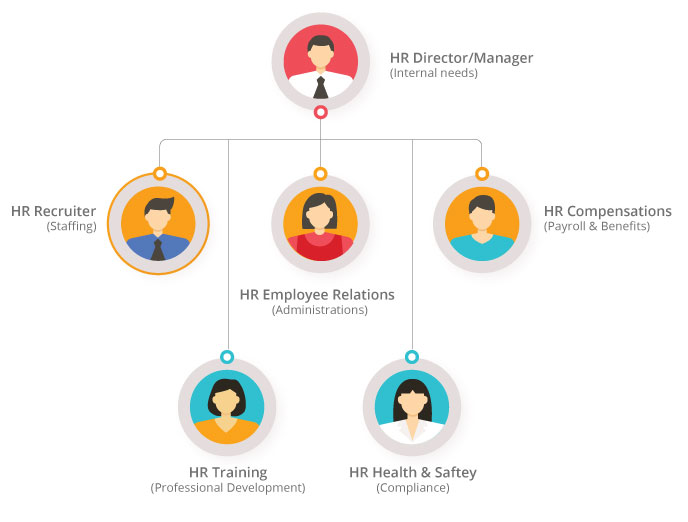 HR Director/Manager
(Internal needs)
HR Recruiter
(Staffing)
HR Employee Relations
(Administrations)
HR Compensations
(Payroll & Benefits)
HR Training
(Professional Development)
HR Health & Saftey
(Compliance)